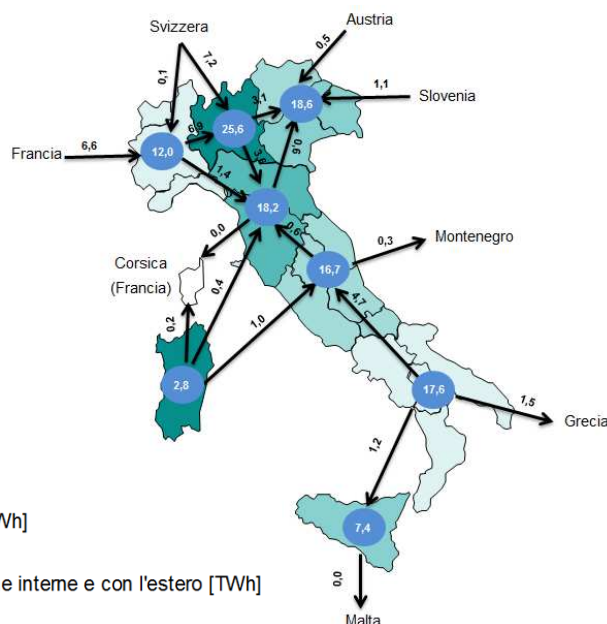 Austria
Svizzera
0,5
7,2
0,1
3,1
18,6
1,1
Slovenia
25,6
6,9
Francia
6,6
12,0
1,4
0,6
18,2
0,0
0,6
Corsica
(Francia)
0,4
16,7
0,3
Montenegro
0,2
1,0
4,7
2,8
17,6
1,5
Grecia
1,2
Wh]
7,4
e interne e con l'estero [TWh]
0,0
Malta